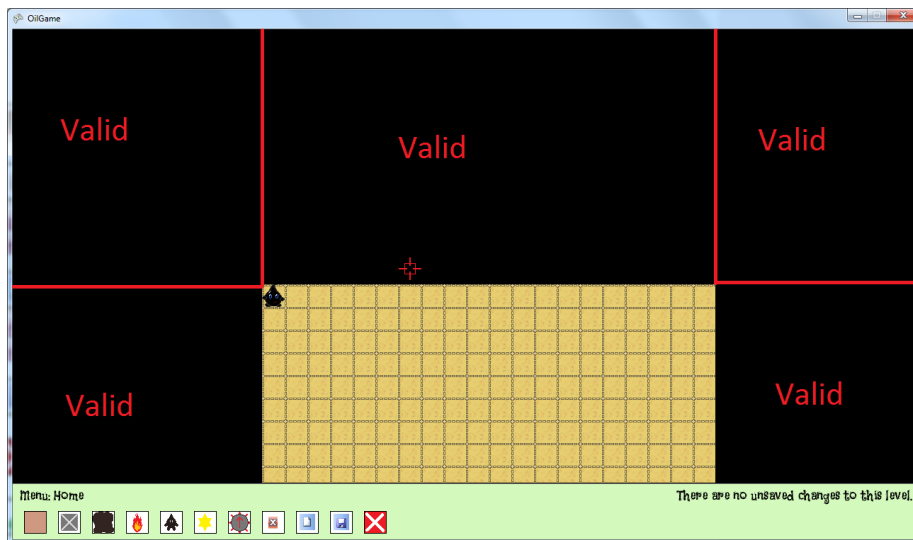 OilGame
Valid
Valid
Valid
Valid
Valid
Menu: Home
There are no unsaved changes to this level.